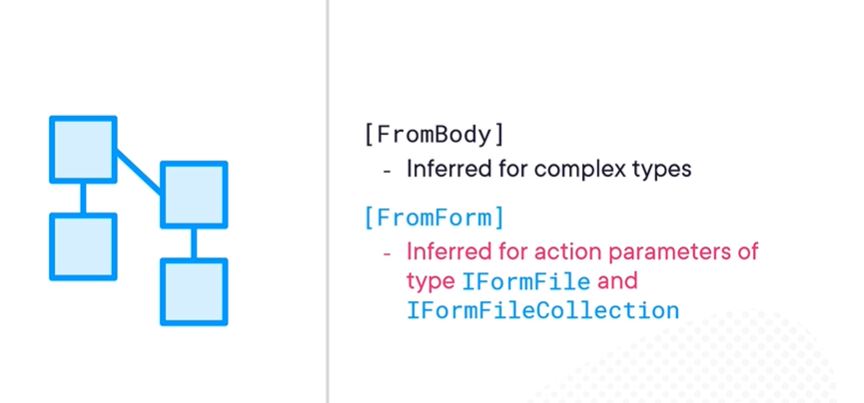 [FromBody]
- Inferred for complex types
[FromForm]
- Inferred for action parameters of
type IFormFile and
IFormFileCollection